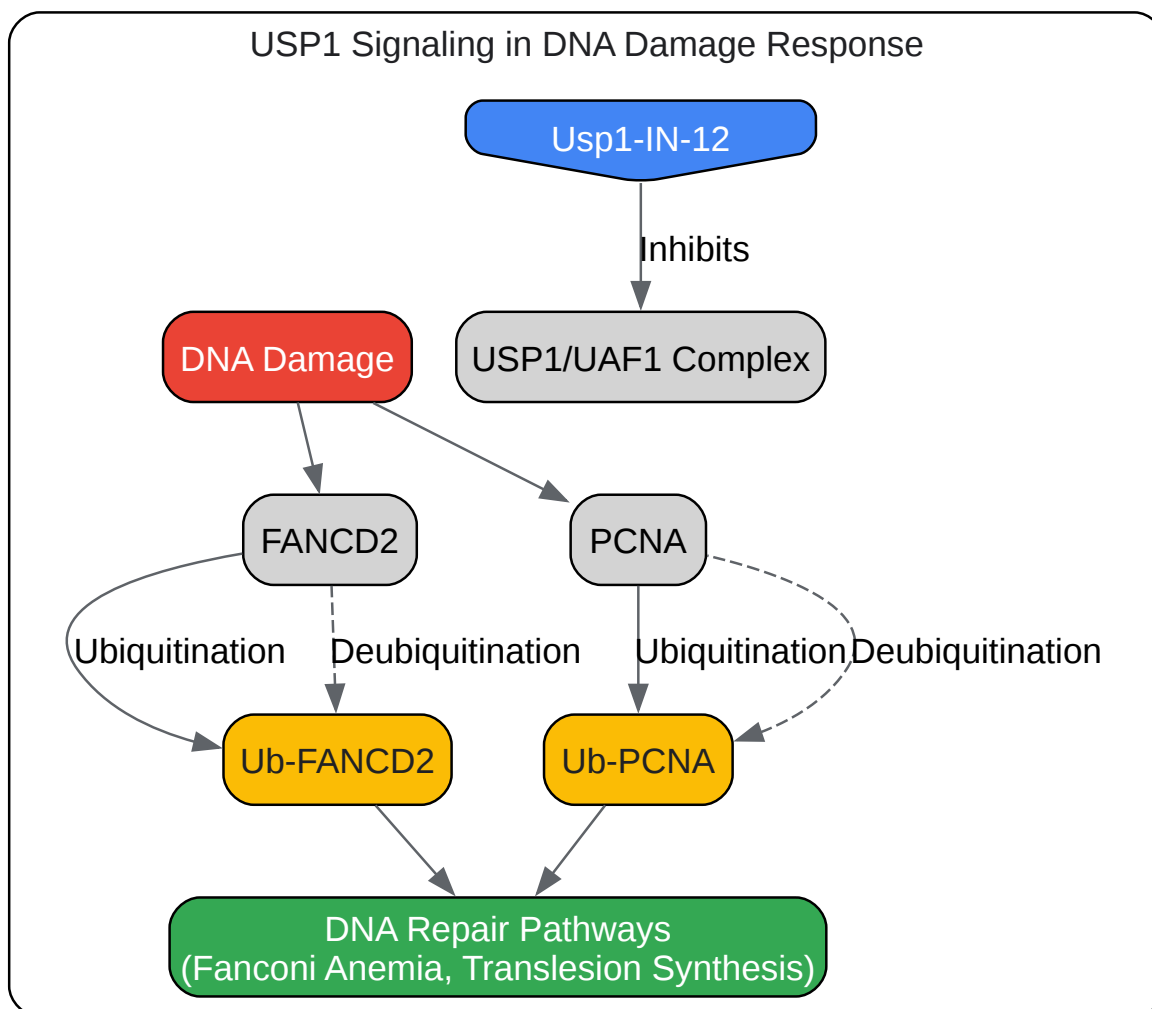 USP1 Signaling in DNA Damage Response
Usp1-IN-12
Inhibits
DNA Damage
USP1/UAF1 Complex
FANCD2
PCNA
Ubiquitination
Deubiquitination
Ubiquitination
Deubiquitination
Ub-FANCD2
Ub-PCNA
DNA Repair Pathways
(Fanconi Anemia, Translesion Synthesis)